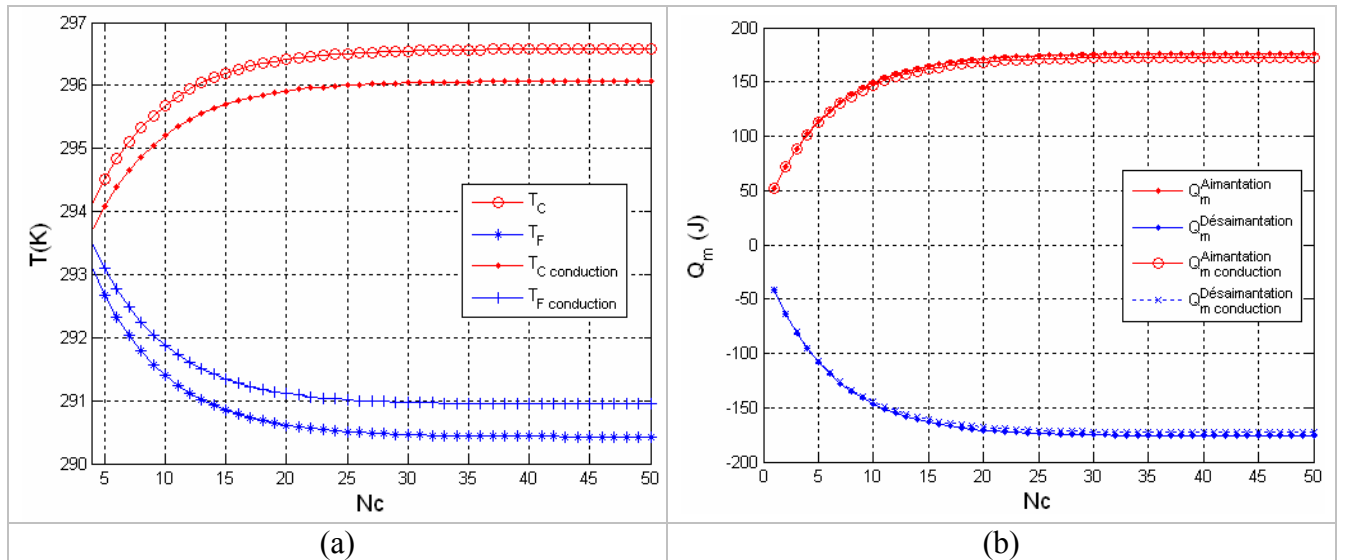 297
296
295
294
293
292
291
290
T(K)
5 10 15 20 25 30 35 40 45 50
Nc
T_C
T_F
T_C conduction
T_F conduction
(a)
200
150
100
50
0
-50
-100
-150
-200
Q_m (J)
0 5 10 15 20 25 30 35 40 45 50
Nc
Q_m^Aimantation
Q_m^Désaimantation
Q_m conduction^Aimantation
Q_m conduction^Désaimantation
(b)